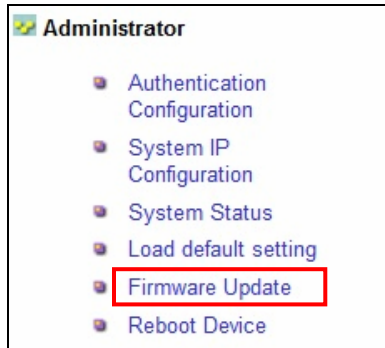 Administrator
Authentication
Configuration
System IP
Configuration
System Status
Load default setting
Firmware Update
Reboot Device